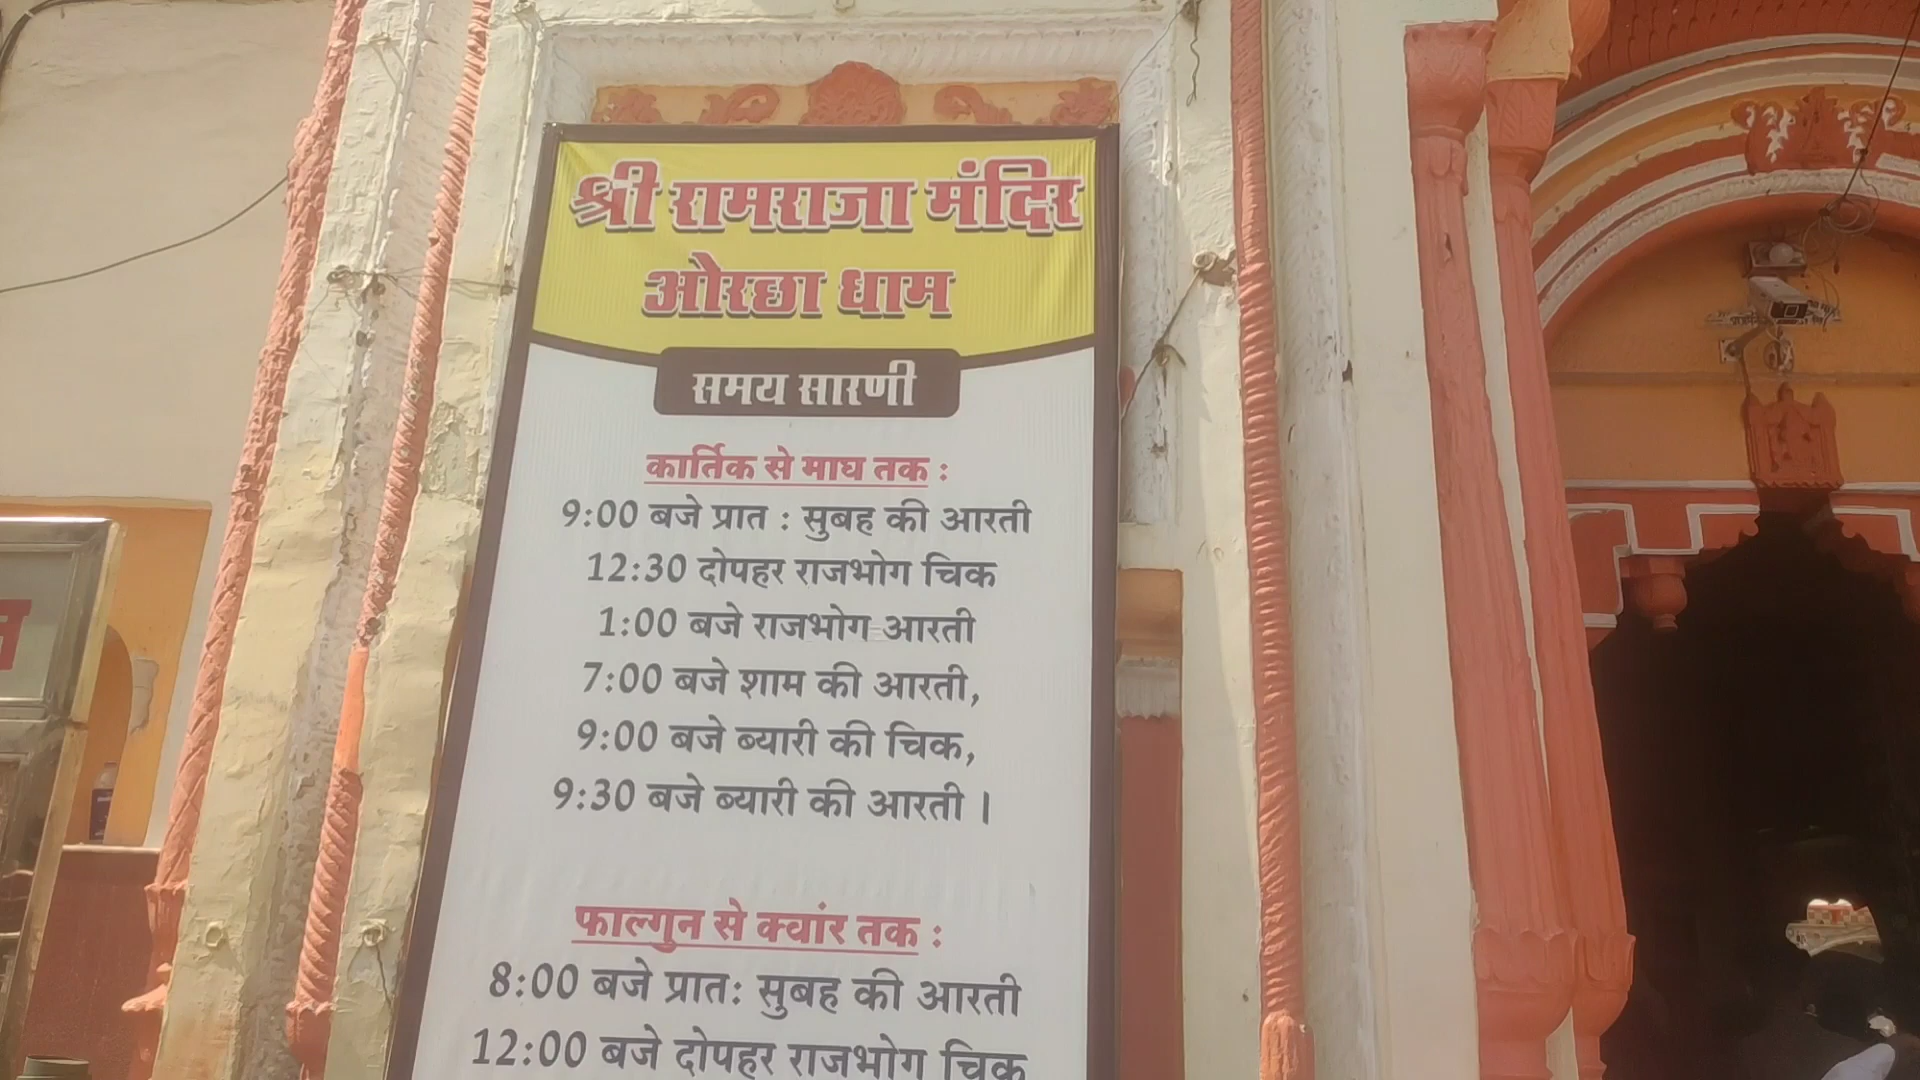 श्री रामराजा मंदिर
ओरछा धाम
समय सारणी
कार्तिक से माघ तक :
9:00 बजे प्रात : सुबह की आरती
12:30 दोपहर राजभोग चिक
1:00 बजे राजभोग आरती
7:00 बजे शाम की आरती,
9:00 बजे ब्यारी की चिक,
9:30 बजे ब्यारी की आरती ।
फाल्गुन से क्वांर तक :
8:00 बजे प्रात: सुबह की आरती
12:00 बजे दोपहर राजभोग चिक